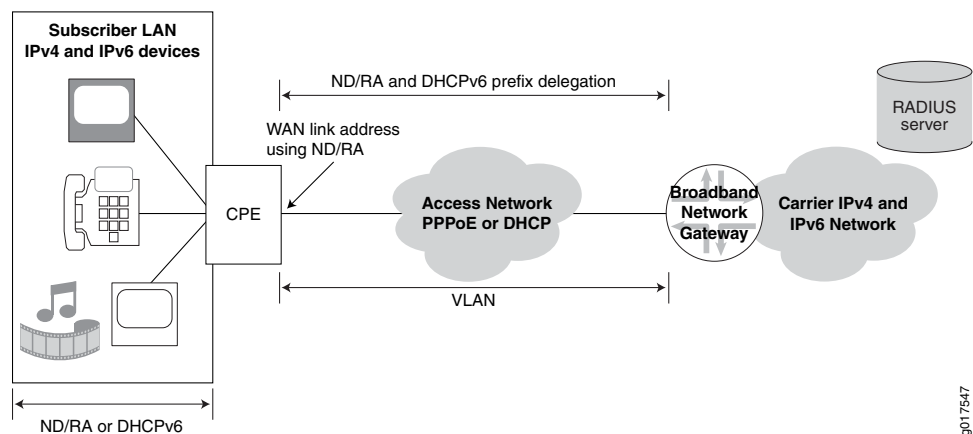 Subscriber LAN
IPv4 and IPv6 devices
ND/RA and DHCPv6 prefix delegation
RADIUS
server
WAN link address
using ND/RA
CPE
Access Network
PPPoE or DHCP
Broadband
Network
Gateway
Carrier IPv4 and
IPv6 Network
VLAN
ND/RA or DHCPv6
g017547